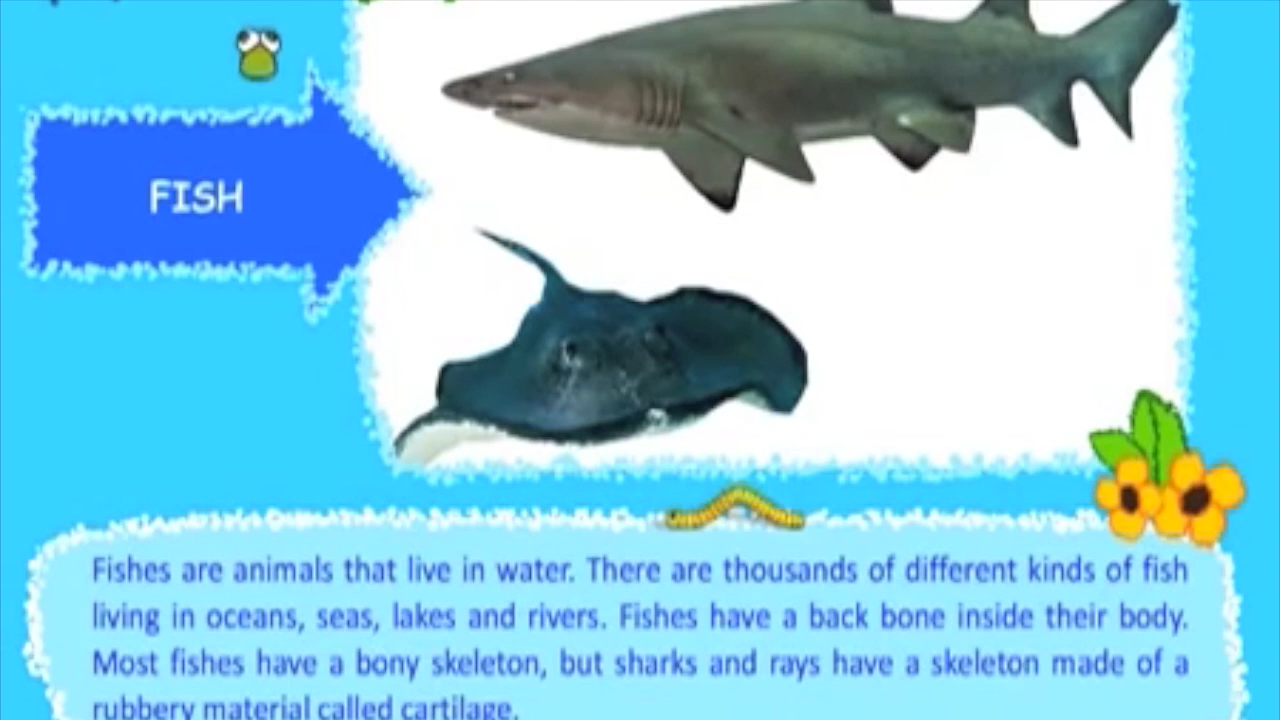 FISH
Fishes are animals that live in water. There are thousands of different kinds of fish
living in oceans, seas, lakes and rivers. Fishes have a back bone inside their body.
Most fishes have a bony skeleton, but sharks and rays have a skeleton made of a
rubbery material called cartilage.